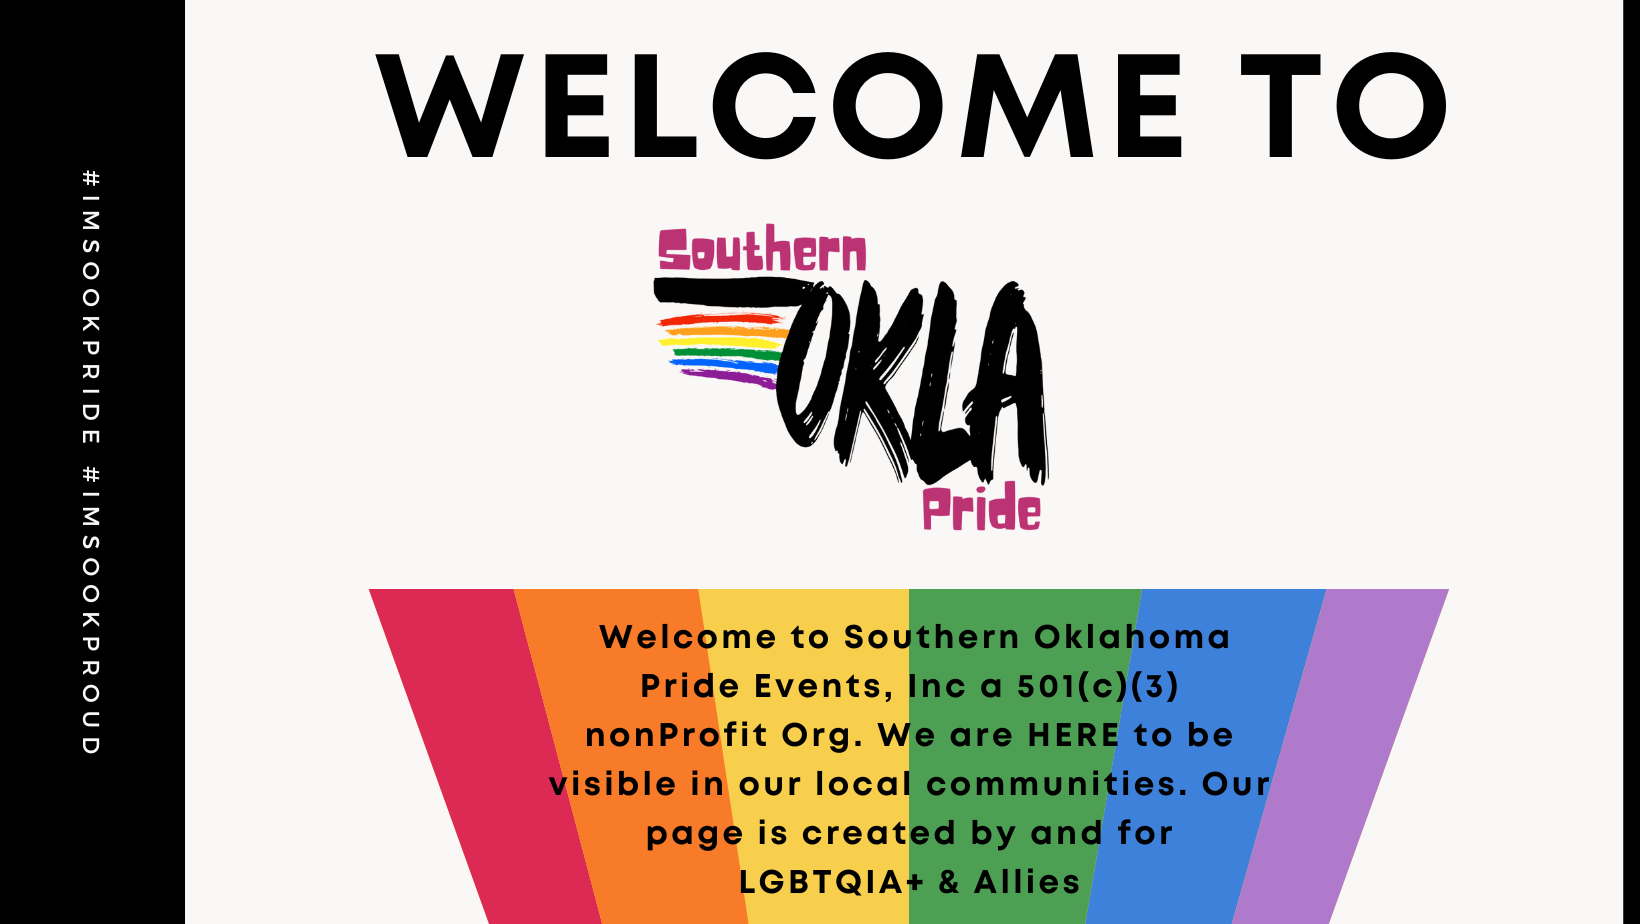 WELCOME TO
Southern
OKLA
Pride
Welcome to Southern Oklahoma
Pride Events, Inc a 501(c)(3)
nonProfit Org. We are HERE to be
visible in our local communities. Our
page is created by and for
LGBTQIA+ & Allies
#IMSOOKPRIDE #IMSOOKPROUD